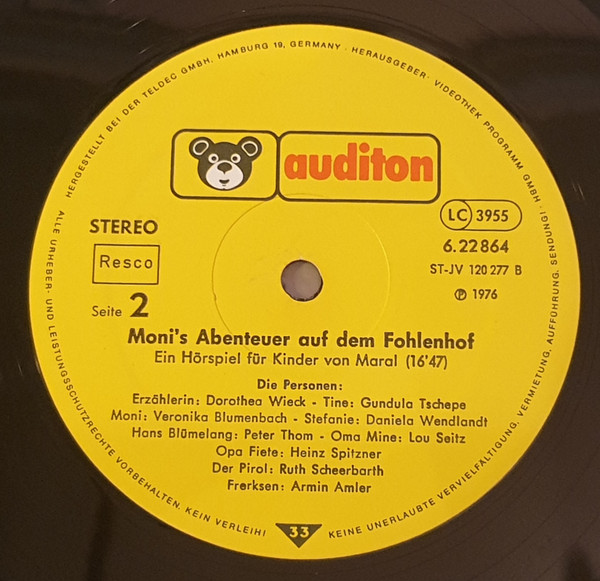 ALLE URHEBER- UND LEISTUNGSSCHUTZRECHTE VORBEHALTEN. KEIN VERLEIH! KEINE UNERLAUBTE VERVIELFÄLTIGUNG, VERMIETUNG, AUFFÜHRUNG, SENDUNG!
HERGESTELLT BEI DER TELDEC GMBH, HAMBURG 19, GERMANY · HERAUSGEBER: VIDEOTHEK PROGRAMM GMBH ·
auditon
STEREO
LC 3955
Resco
6.22864
ST-JV 120 277 B
Seite 2
℗ 1976
Moni's Abenteuer auf dem Fohlenhof
Ein Hörspiel für Kinder von Maral (16'47)
Die Personen:
Erzählerin: Dorothea Wieck - Tine: Gundula Tschepe
Moni: Veronika Blumenbach - Stefanie: Daniela Wendlandt
Hans Blümelang: Peter Thom - Oma Mine: Lou Seitz
Opa Fiete: Heinz Spitzner
Der Pirol: Ruth Scheerbarth
Frerksen: Armin Amler
33